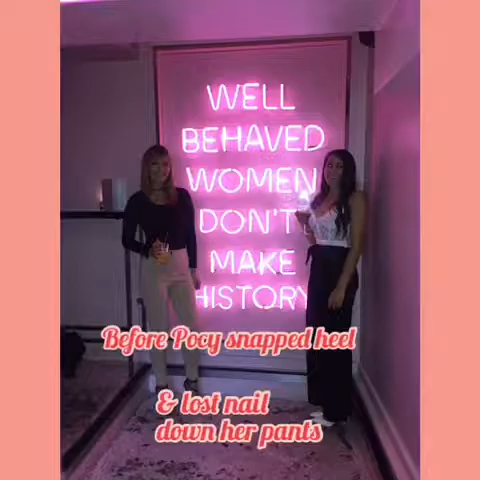 WELL
BEHAVED
WOMEN
DON'T
MAKE
HISTORY
Before Pocy snapped heel
& lost nail
down her pants